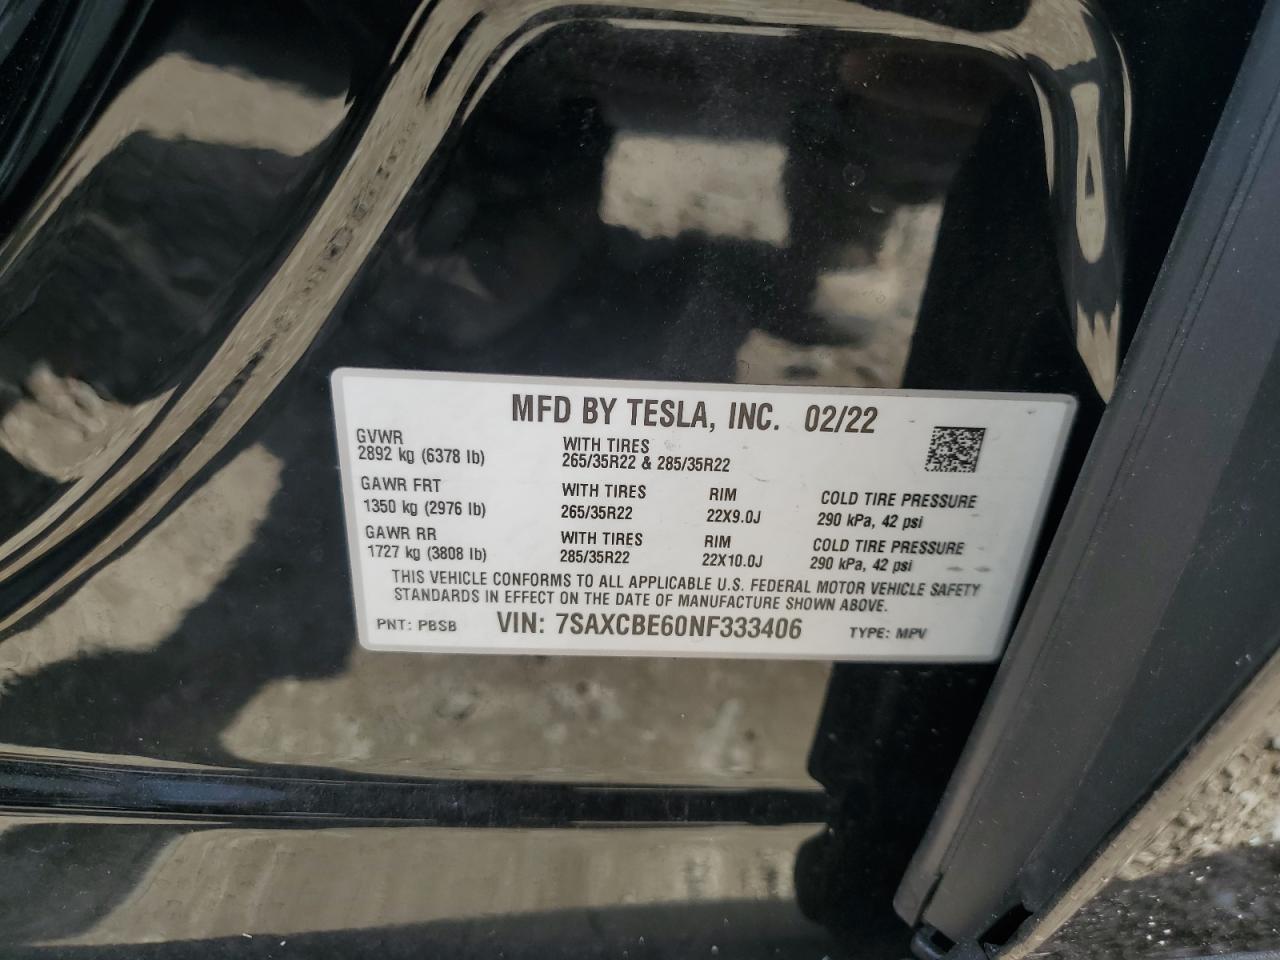 MFD BY TESLA, INC. 02/22
GVWR
2892 kg (6378 lb)
WITH TIRES
265/35R22 & 285/35R22
GAWR FRT
1350 kg (2976 lb)
WITH TIRES
265/35R22
RIM
22X9.0J
COLD TIRE PRESSURE
290 kPa, 42 psi
GAWR RR
1727 kg (3808 lb)
WITH TIRES
285/35R22
RIM
22X10.0J
COLD TIRE PRESSURE
290 kPa, 42 psi
THIS VEHICLE CONFORMS TO ALL APPLICABLE U.S. FEDERAL MOTOR VEHICLE SAFETY
STANDARDS IN EFFECT ON THE DATE OF MANUFACTURE SHOWN ABOVE.
PNT: PBSB VIN: 7SAXCBE60NF333406 TYPE: MPV